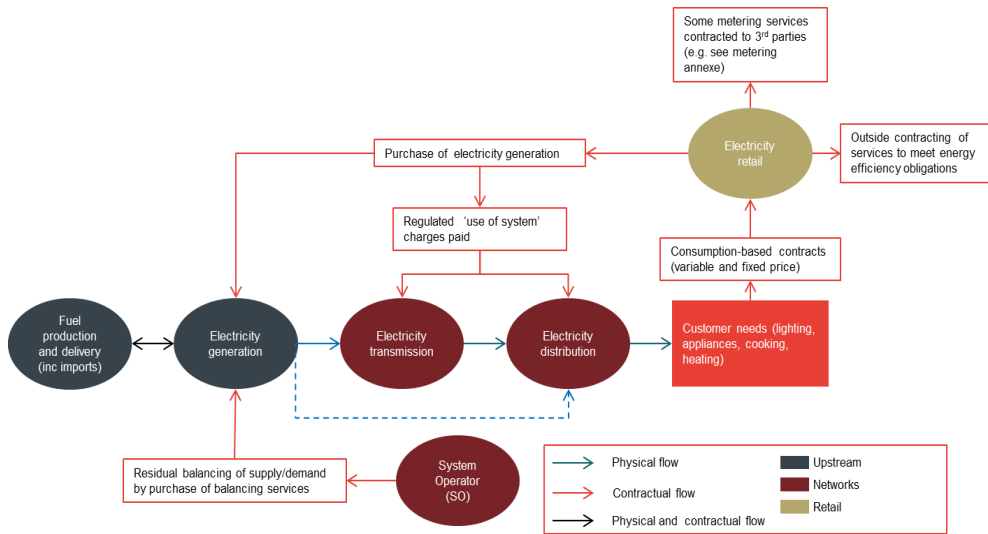 Some metering services
contracted to 3rd parties
(e.g. see metering
annexe)
Purchase of electricity generation
Electricity
retail
Outside contracting of
services to meet energy
efficiency obligations
Regulated 'use of system'
charges paid
Consumption-based contracts
(variable and fixed price)
Fuel
production
and delivery
(inc imports)
Electricity
generation
Electricity
transmission
Electricity
distribution
Customer needs (lighting,
appliances, cooking,
heating)
Residual balancing of supply/demand
by purchase of balancing services
System
Operator
(SO)
Physical flow
Contractual flow
Physical and contractual flow
Upstream
Networks
Retail